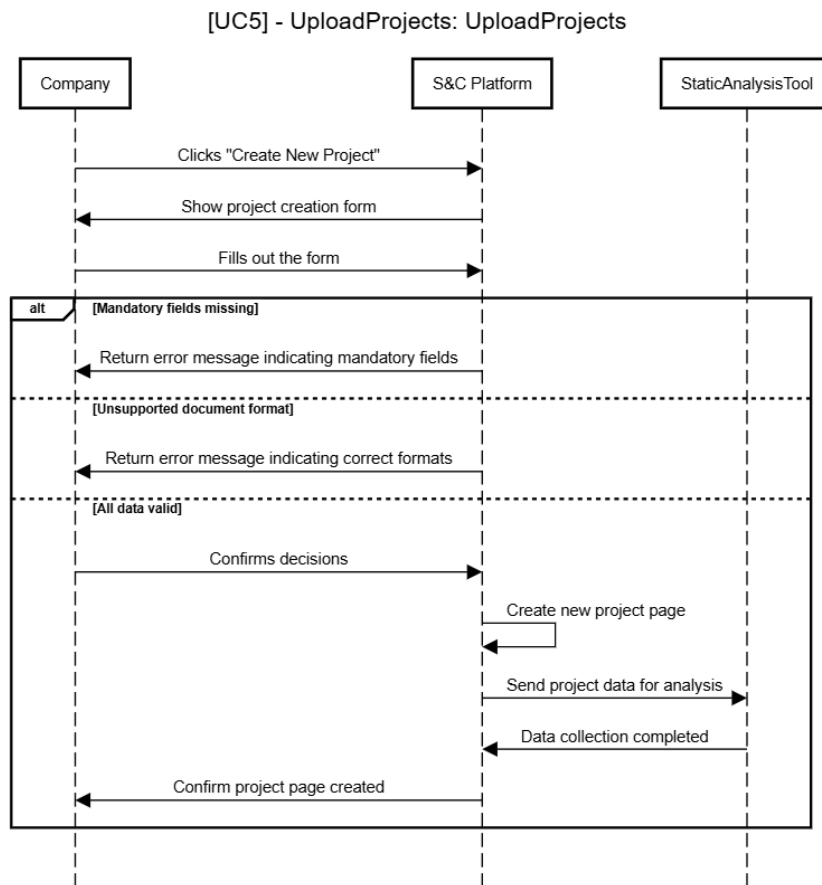 [UC5] - UploadProjects: UploadProjects
Company
S&C Platform
StaticAnalysisTool
Clicks "Create New Project"
Show project creation form
Fills out the form
alt
[Mandatory fields missing]
Return error message indicating mandatory fields
[Unsupported document format]
Return error message indicating correct formats
[All data valid]
Confirms decisions
Create new project page
Send project data for analysis
Data collection completed
Confirm project page created